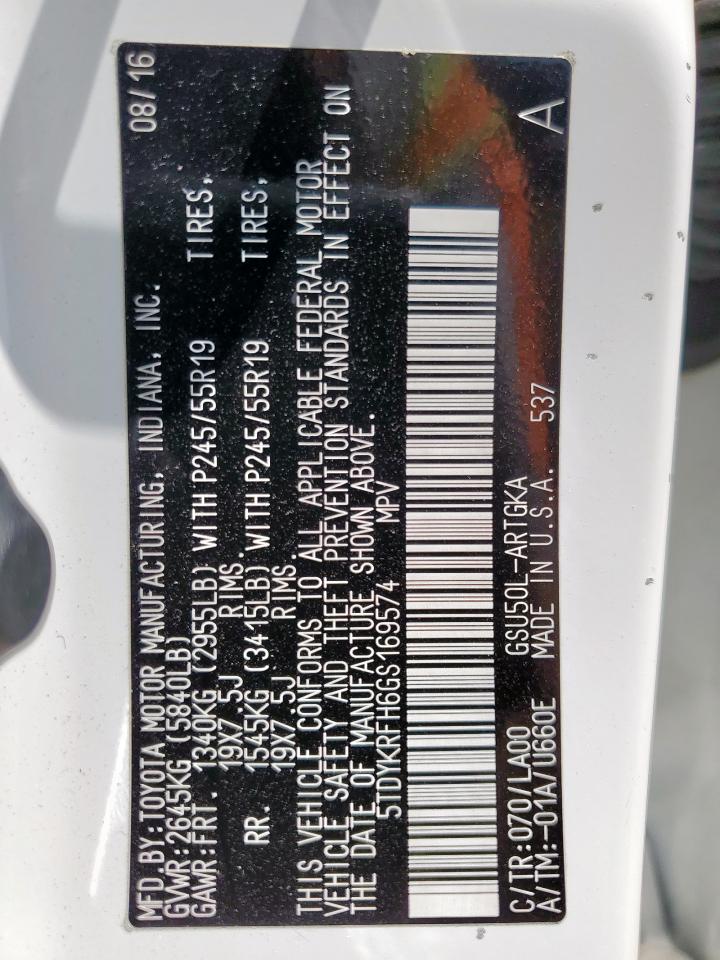 MFD.BY:TOYOTA MOTOR MANUFACTURING, INDIANA, INC. 08/16
GVWR:2645KG (5840LB)
GAWR:FRT. 1340KG (2955LB) WITH P245/55R19 TIRES,
19X7.5J RIMS.
RR. 1545KG (3415LB) WITH P245/55R19 TIRES,
19X7.5J RIMS.
THIS VEHICLE CONFORMS TO ALL APPLICABLE FEDERAL MOTOR
VEHICLE SAFETY AND THEFT PREVENTION STANDARDS IN EFFECT ON
THE DATE OF MANUFACTURE SHOWN ABOVE.
5TDYKRFH6GS169574 MPV
C/TR:070/LA00 GSU50L-ARTGKA
A/TM:-01A/U660E MADE IN U.S.A. 537 A